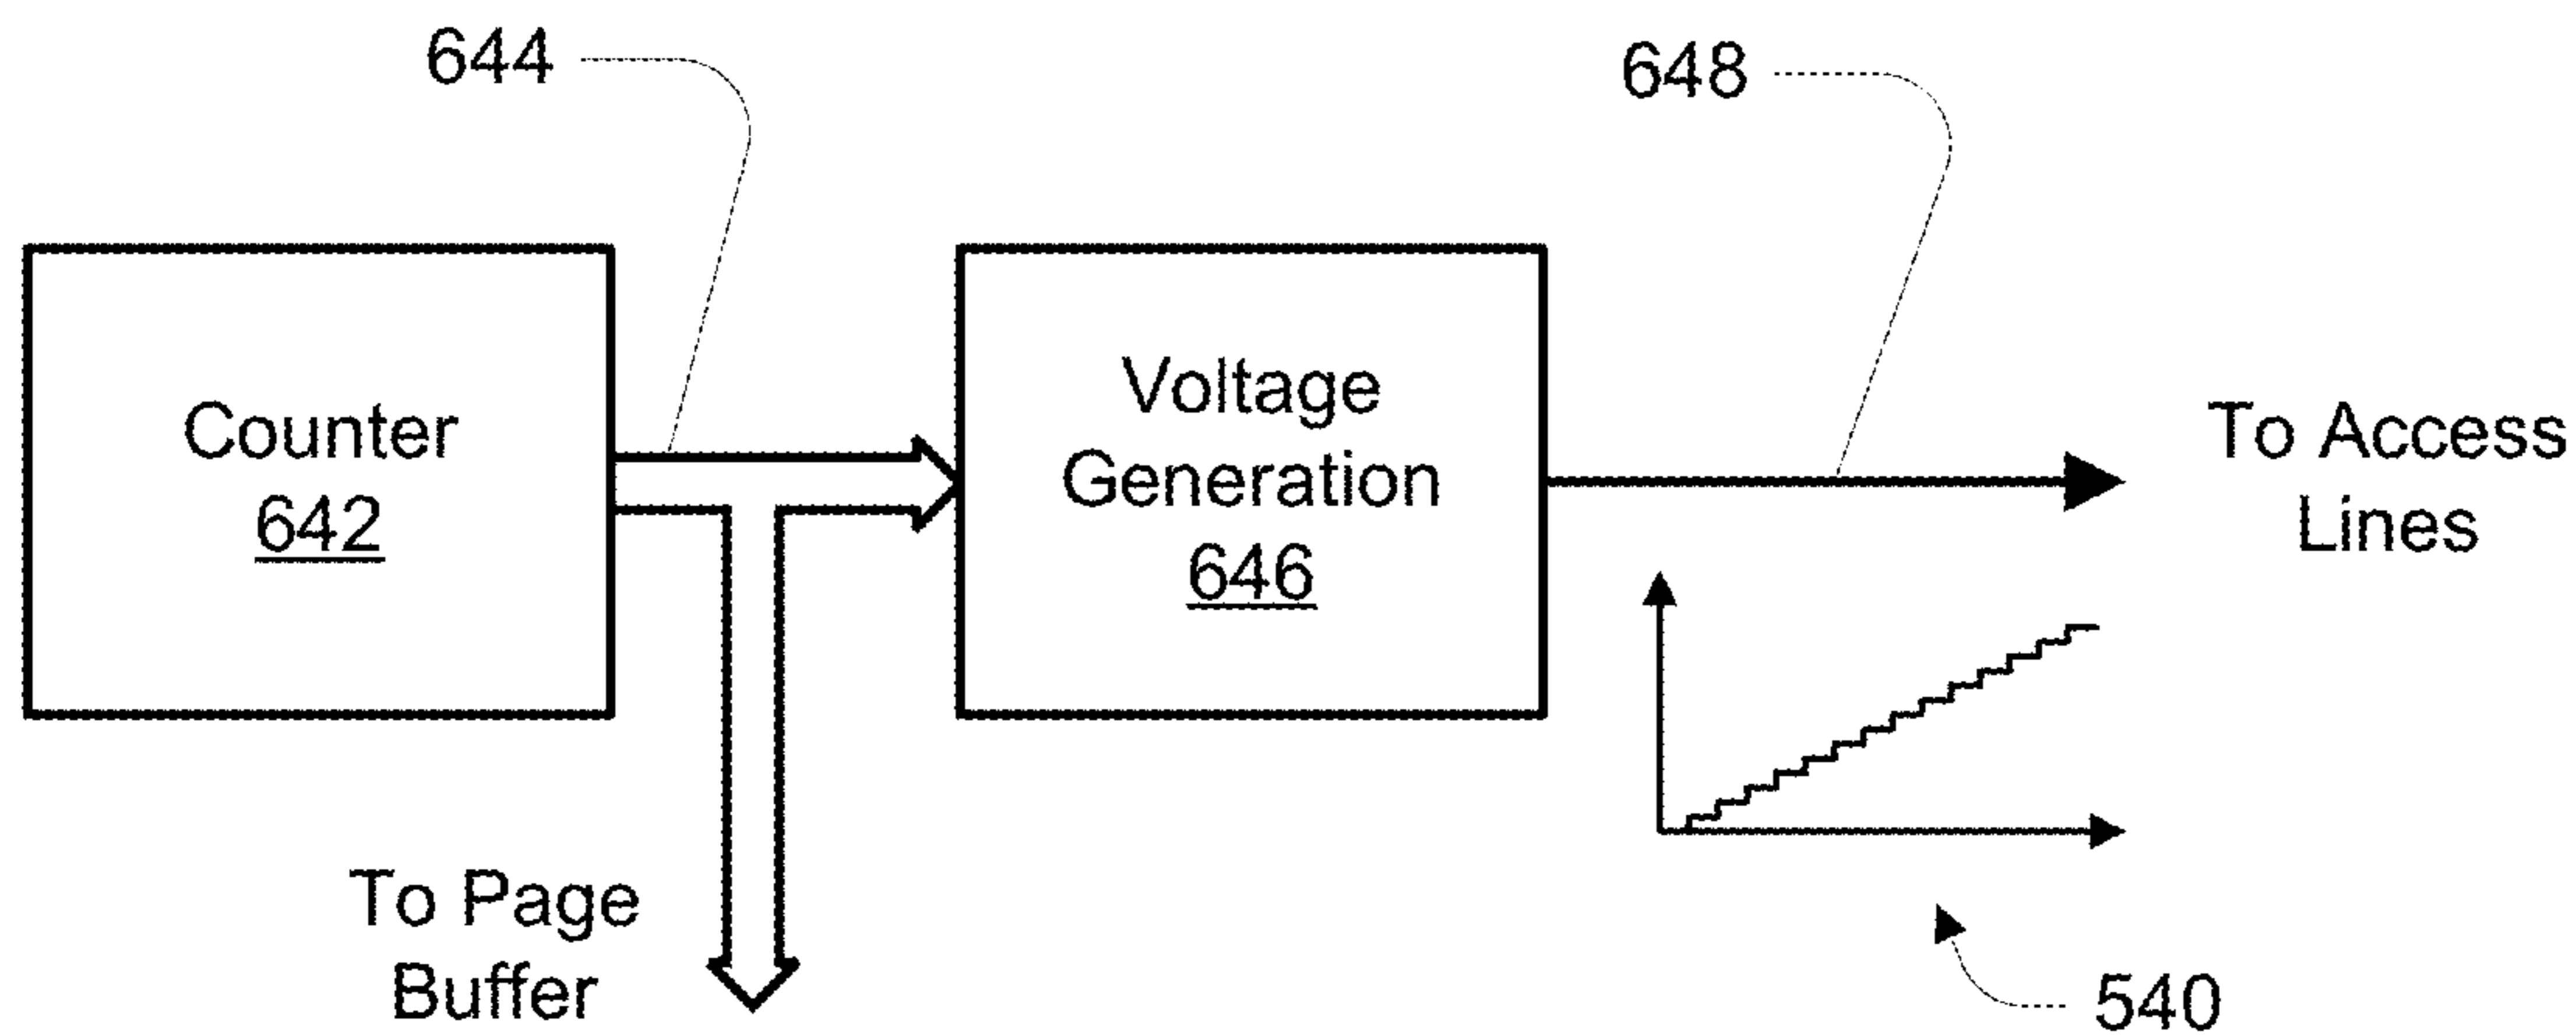 644
648
Counter
642
Voltage
Generation
646
To Access
Lines
To Page
Buffer
540